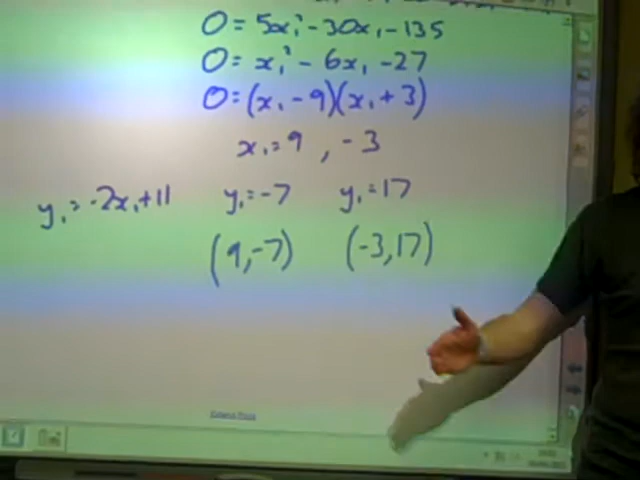 0 = 5x₁² - 30x₁ - 135
0 = x₁² - 6x₁ - 27
0 = (x₁ - 9)(x₁ + 3)
x₁ = 9 , -3
y₁ = -2x₁ + 11 y₁ = -7 y₁ = 17
(9, -7) (-3, 17)